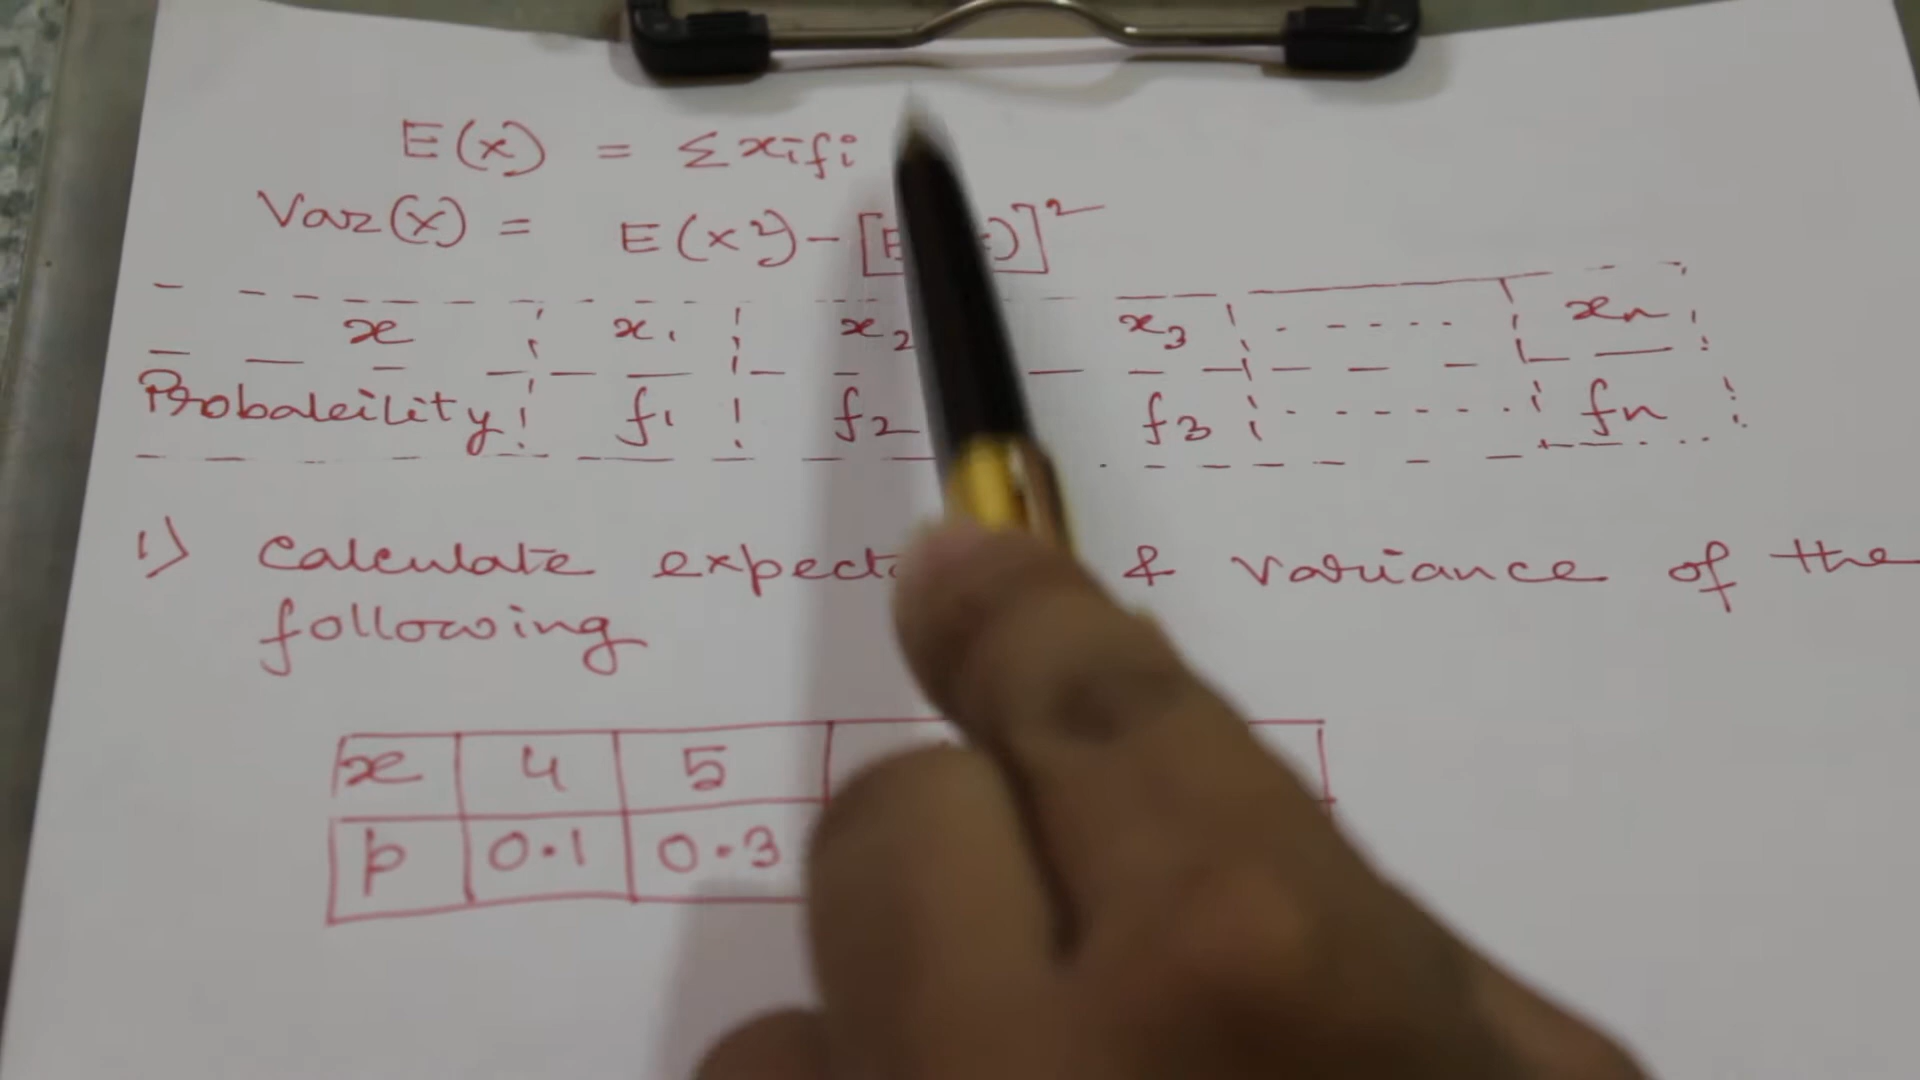 E(x) = Σxifi
Var(x) = E(x²) - [E(x)]²
x x₁ x₂ x₃ ------ xn
Probability f₁ f₂ f₃ ------- fn
1) Calculate & variance of the
following
x 4 5
p 0.1 0.3